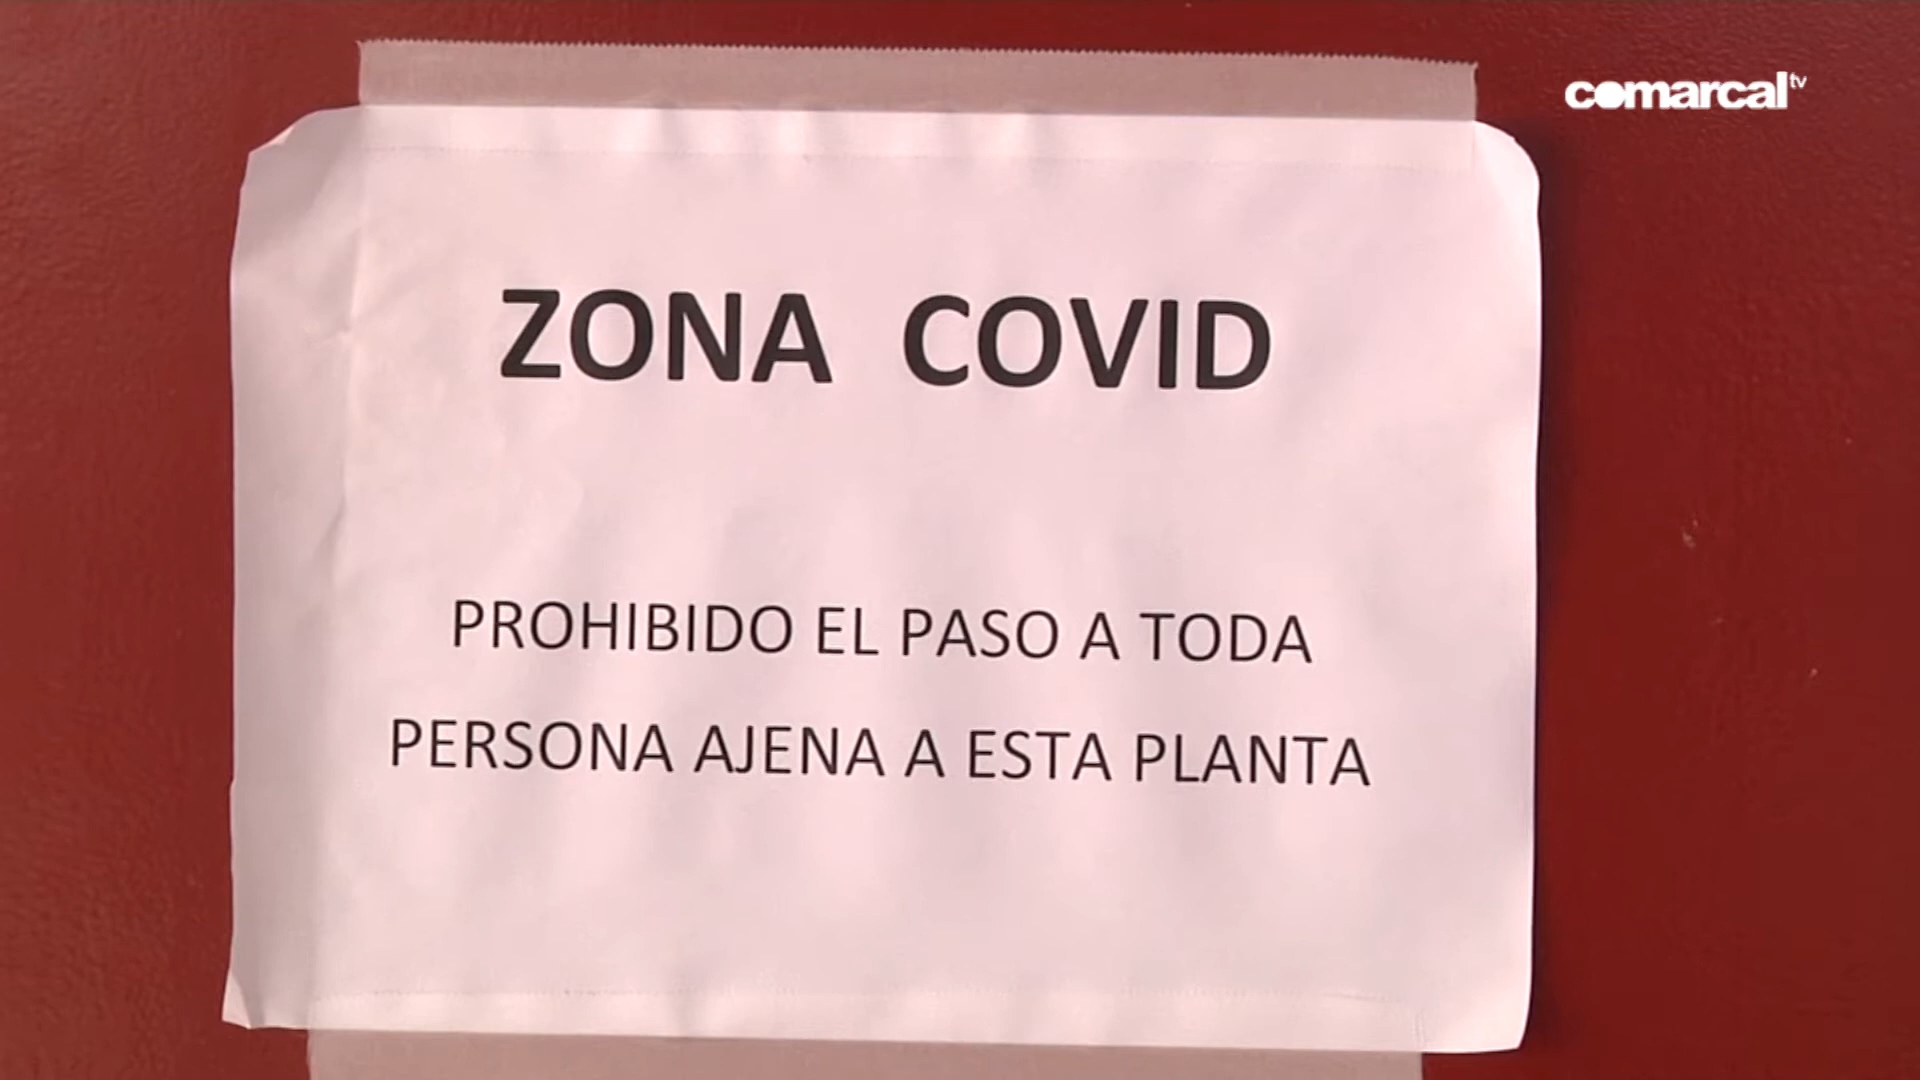 comarcal tv
ZONA COVID
PROHIBIDO EL PASO A TODA
PERSONA AJENA A ESTA PLANTA